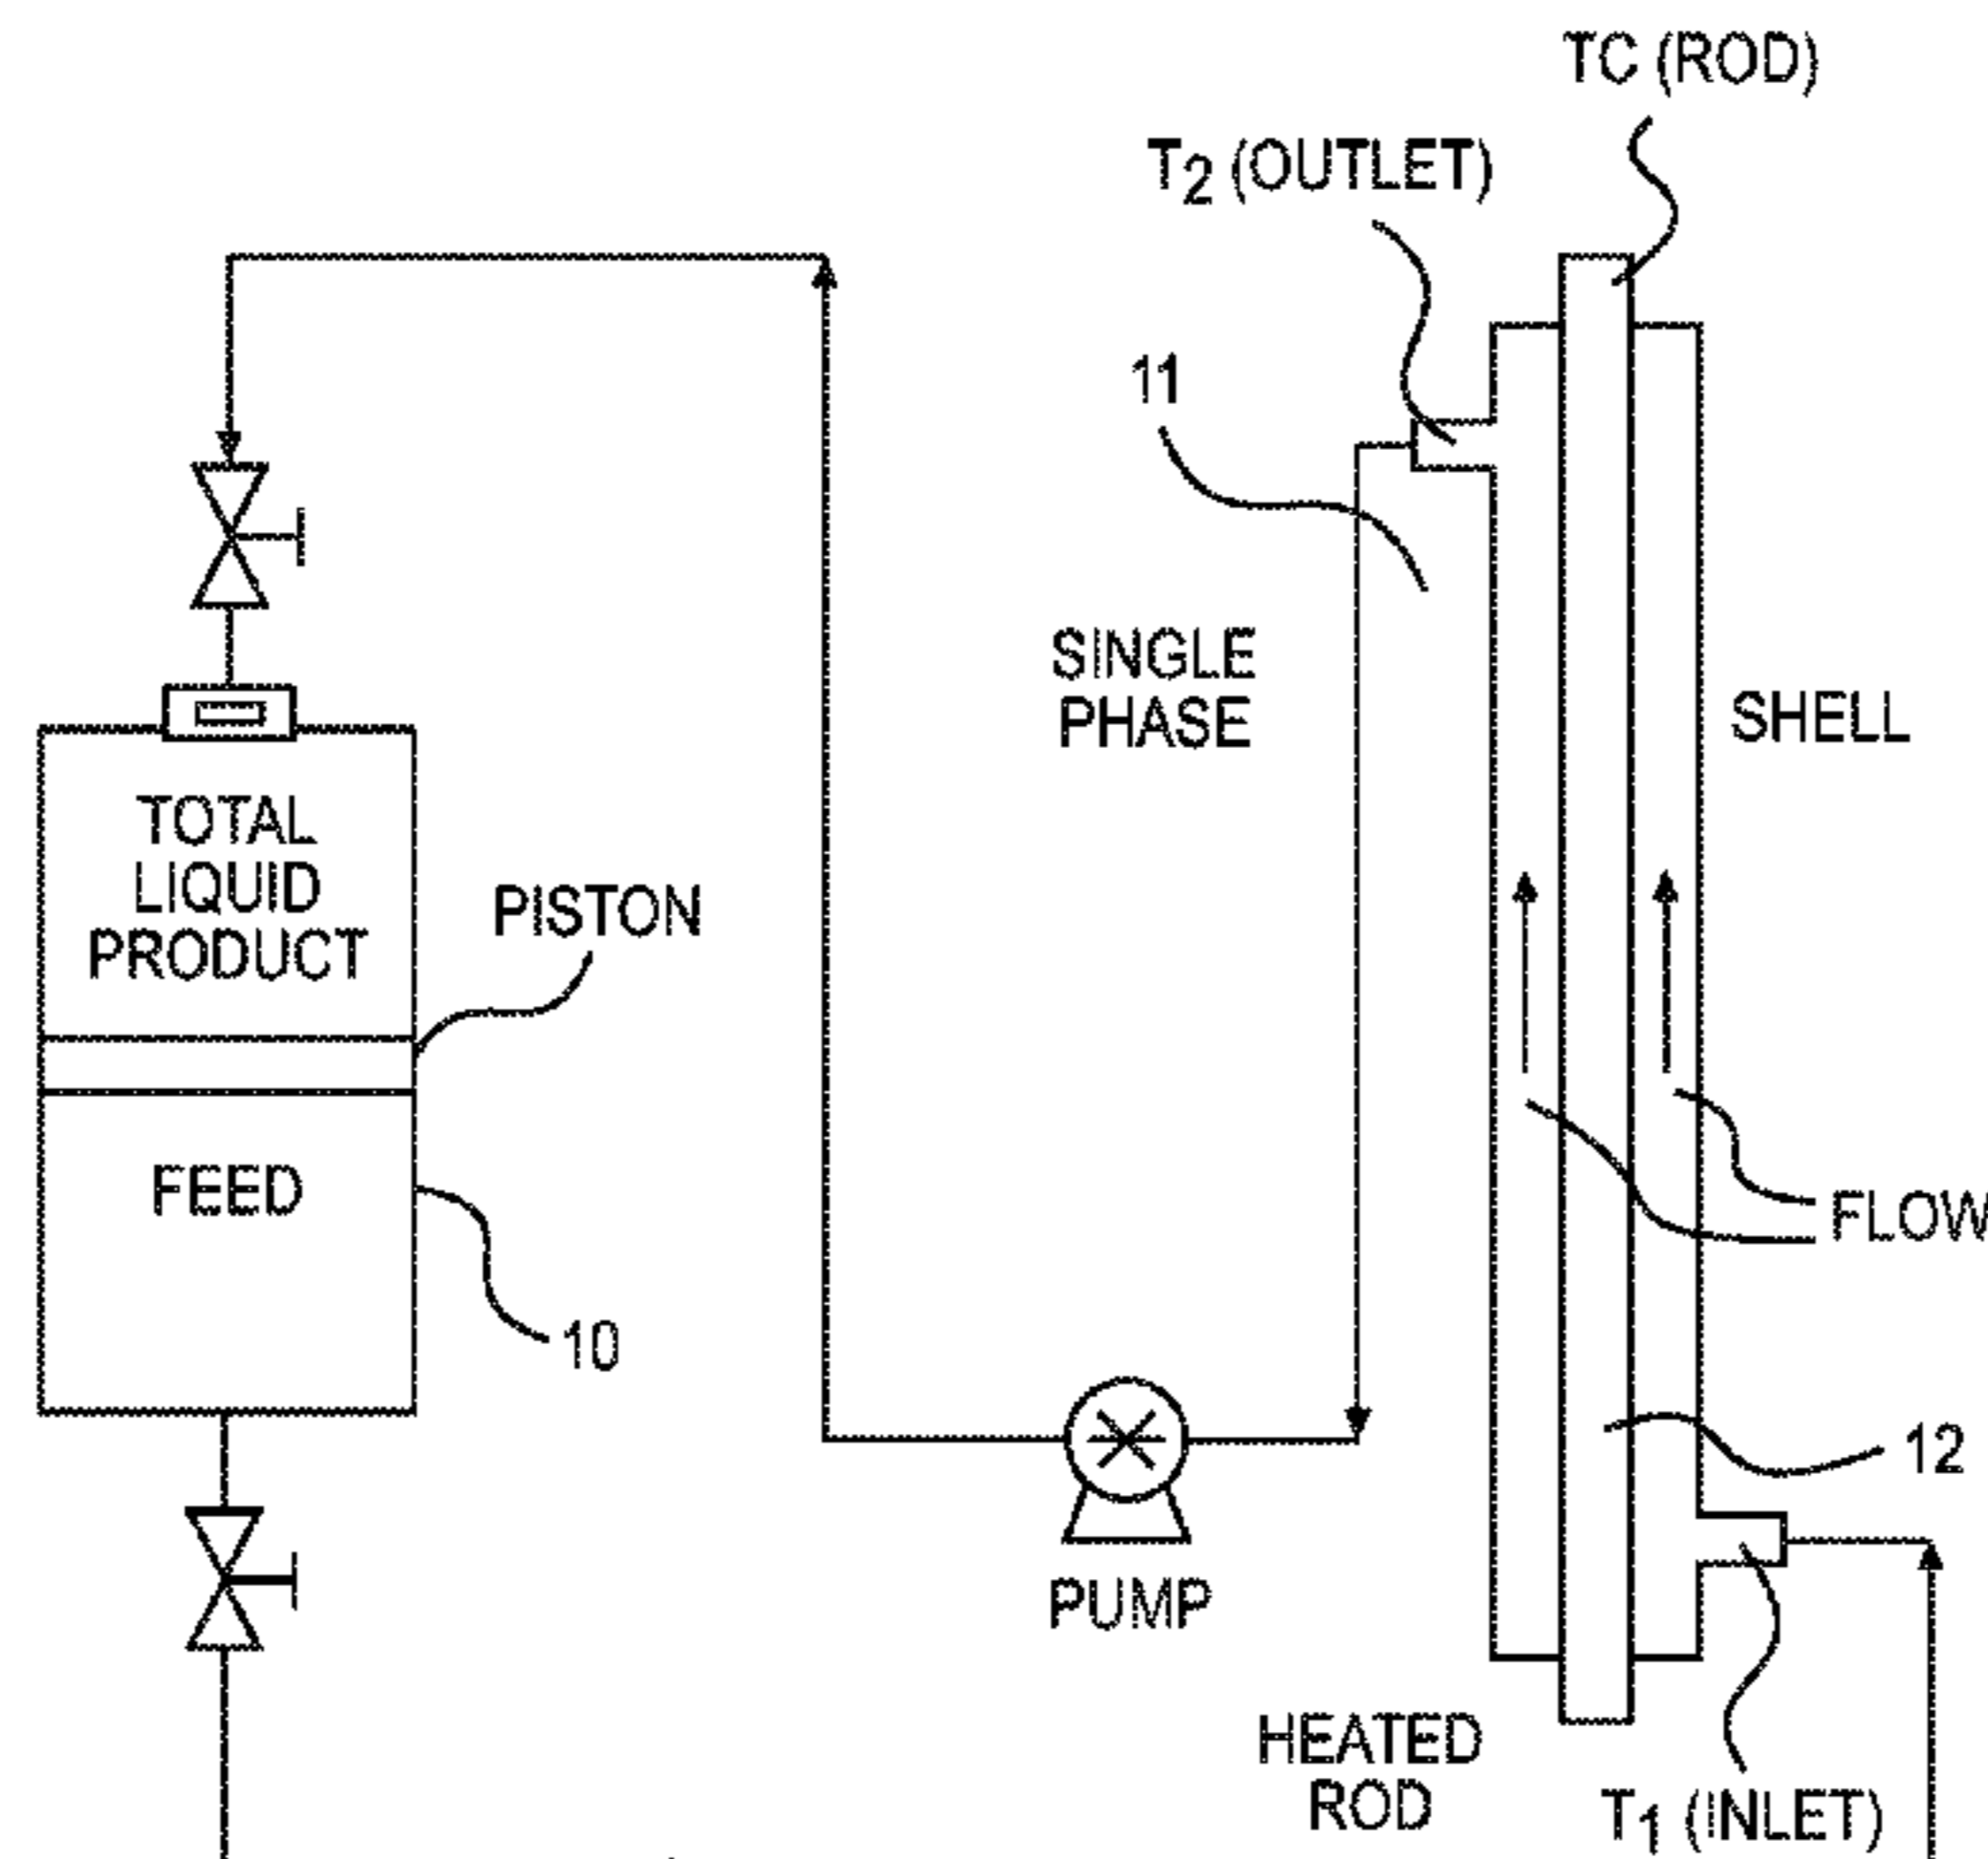 TC (ROD)
T2 (OUTLET)
11
SINGLE
PHASE
SHELL
TOTAL
LIQUID
PRODUCT
PISTON
FEED
FLOW
10
12
PUMP
HEATED
ROD
T1 (INLET)